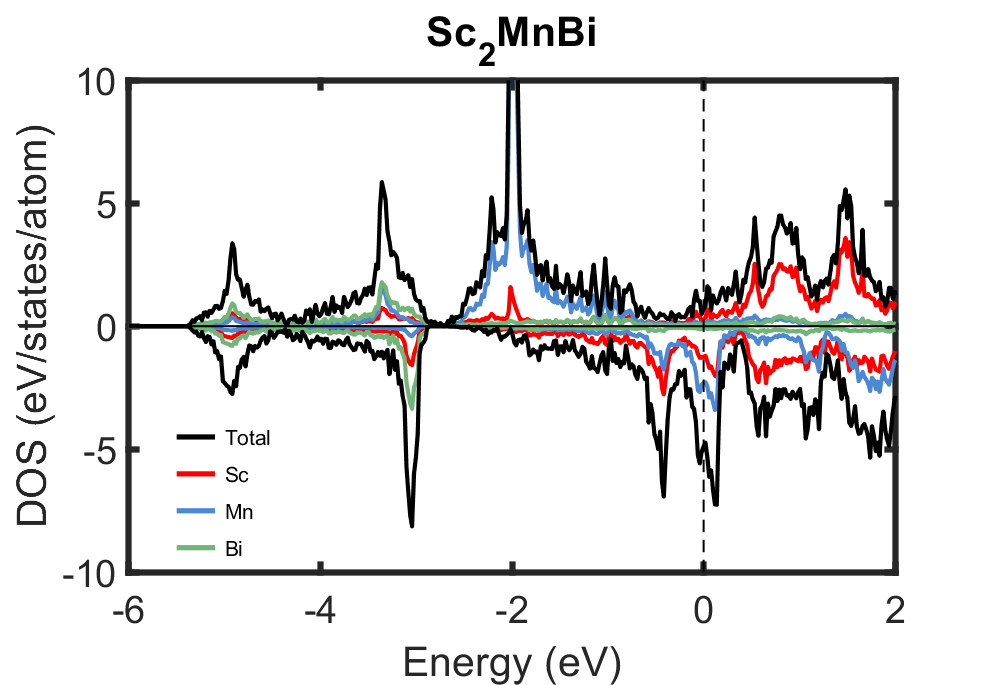 Sc2MnBi
10
5
0
-5
-10
DOS (eV/states/atom)
Total
Sc
Mn
Bi
-6 -4 -2 0 2
Energy (eV)